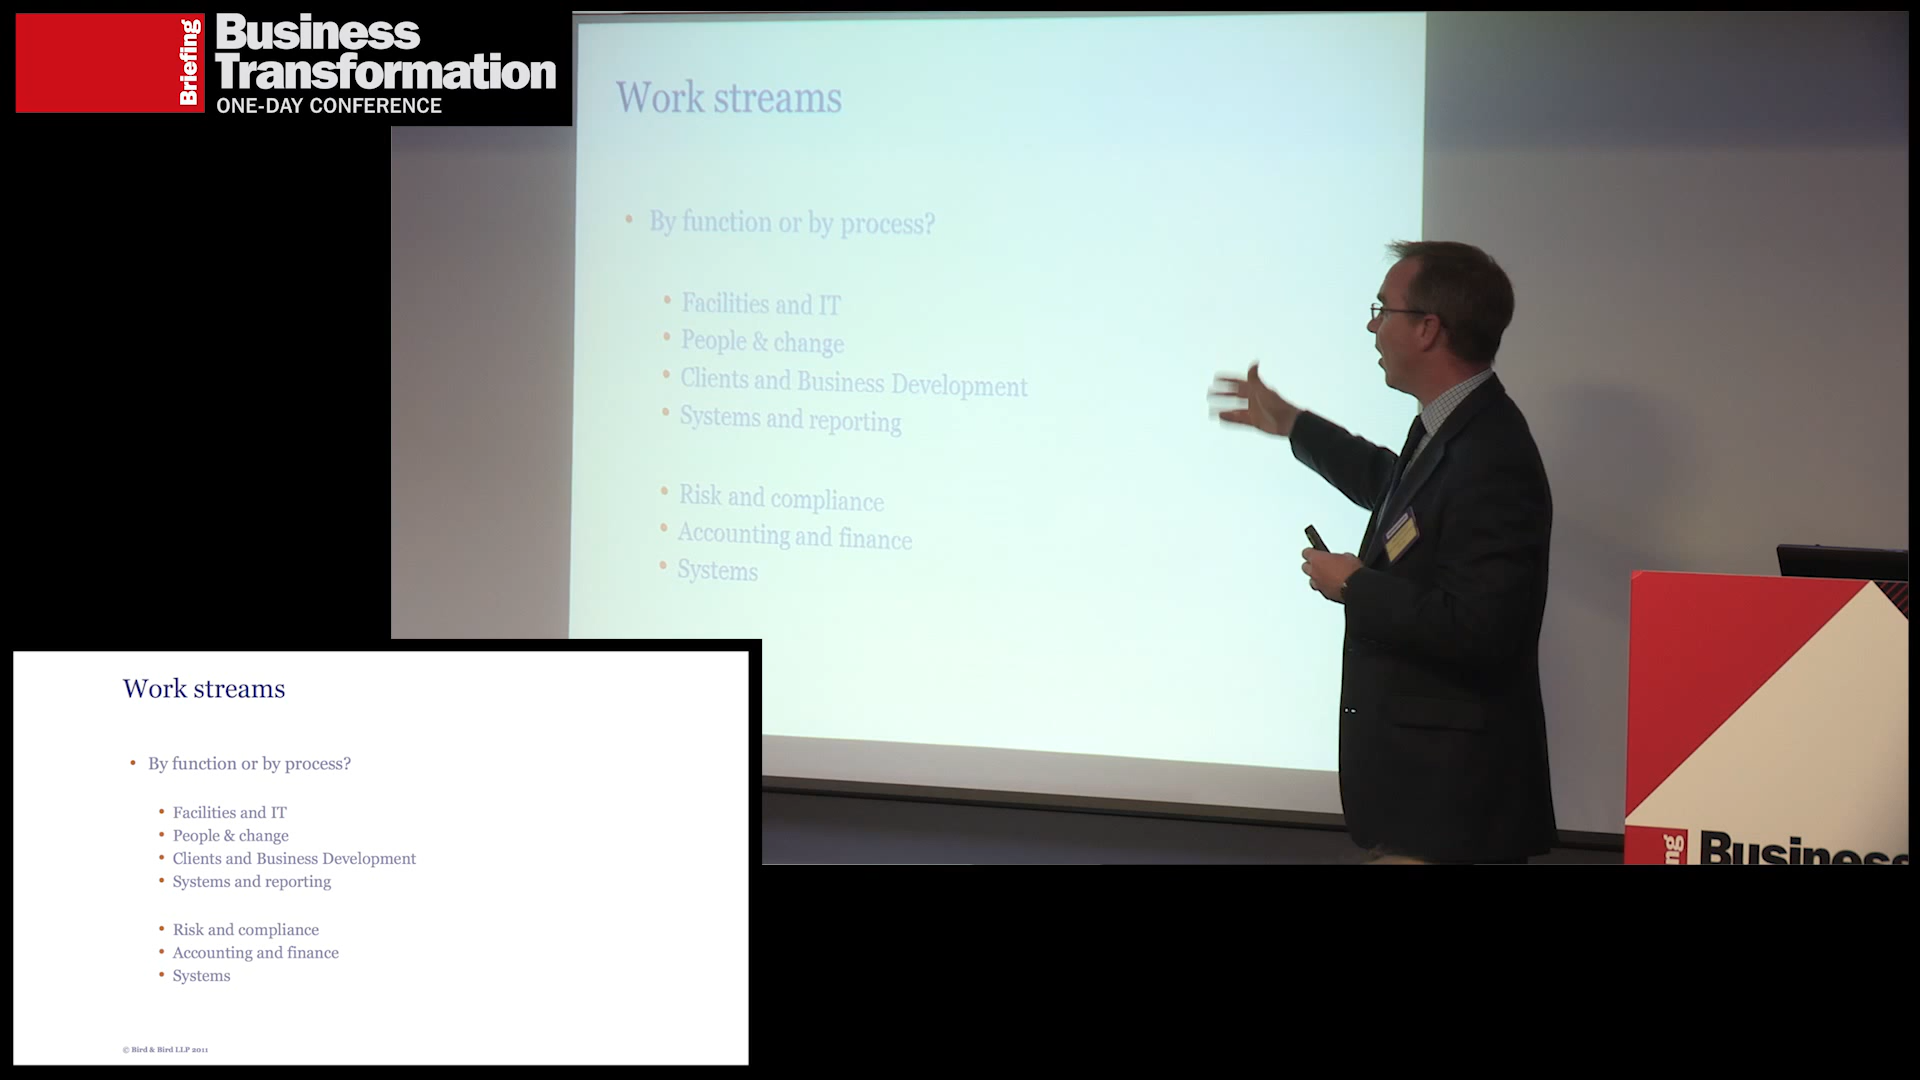 Briefing
Business
Transformation
ONE-DAY CONFERENCE
Work streams
• By function or by process?
• Facilities and IT
• People & change
• Clients and Business Development
• Systems and reporting
• Risk and compliance
• Accounting and finance
• Systems
Work streams
• By function or by process?
• Facilities and IT
• People & change
• Clients and Business Development
• Systems and reporting
• Risk and compliance
• Accounting and finance
• Systems
© Bird & Bird LLP 2011
ng
Business